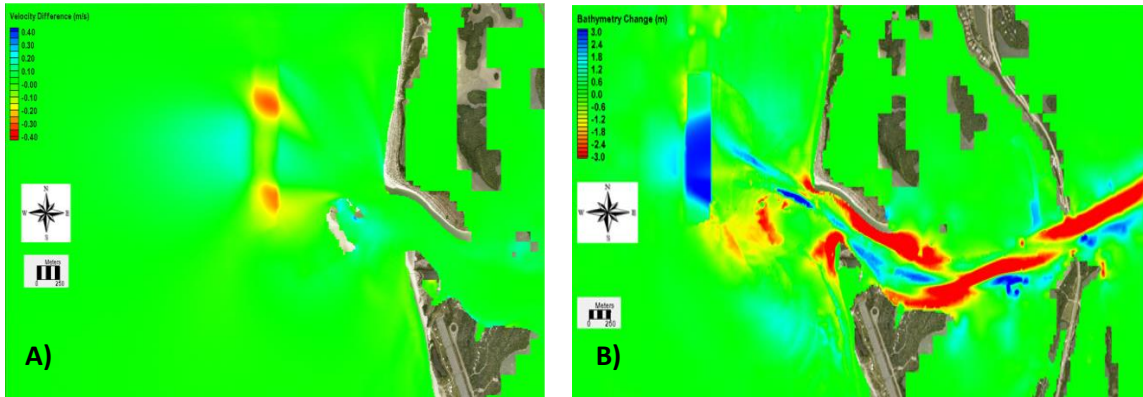 Velocity Difference (m/s)
0.40
0.30
0.20
0.10
-0.00
-0.10
-0.20
-0.30
-0.40
N
W E
S
Meters
0 250
A)
Bathymetry Change (m)
3.0
2.4
1.8
1.2
0.6
0.0
-0.6
-1.2
-1.8
-2.4
-3.0
N
W E
S
Meters
0 250
B)